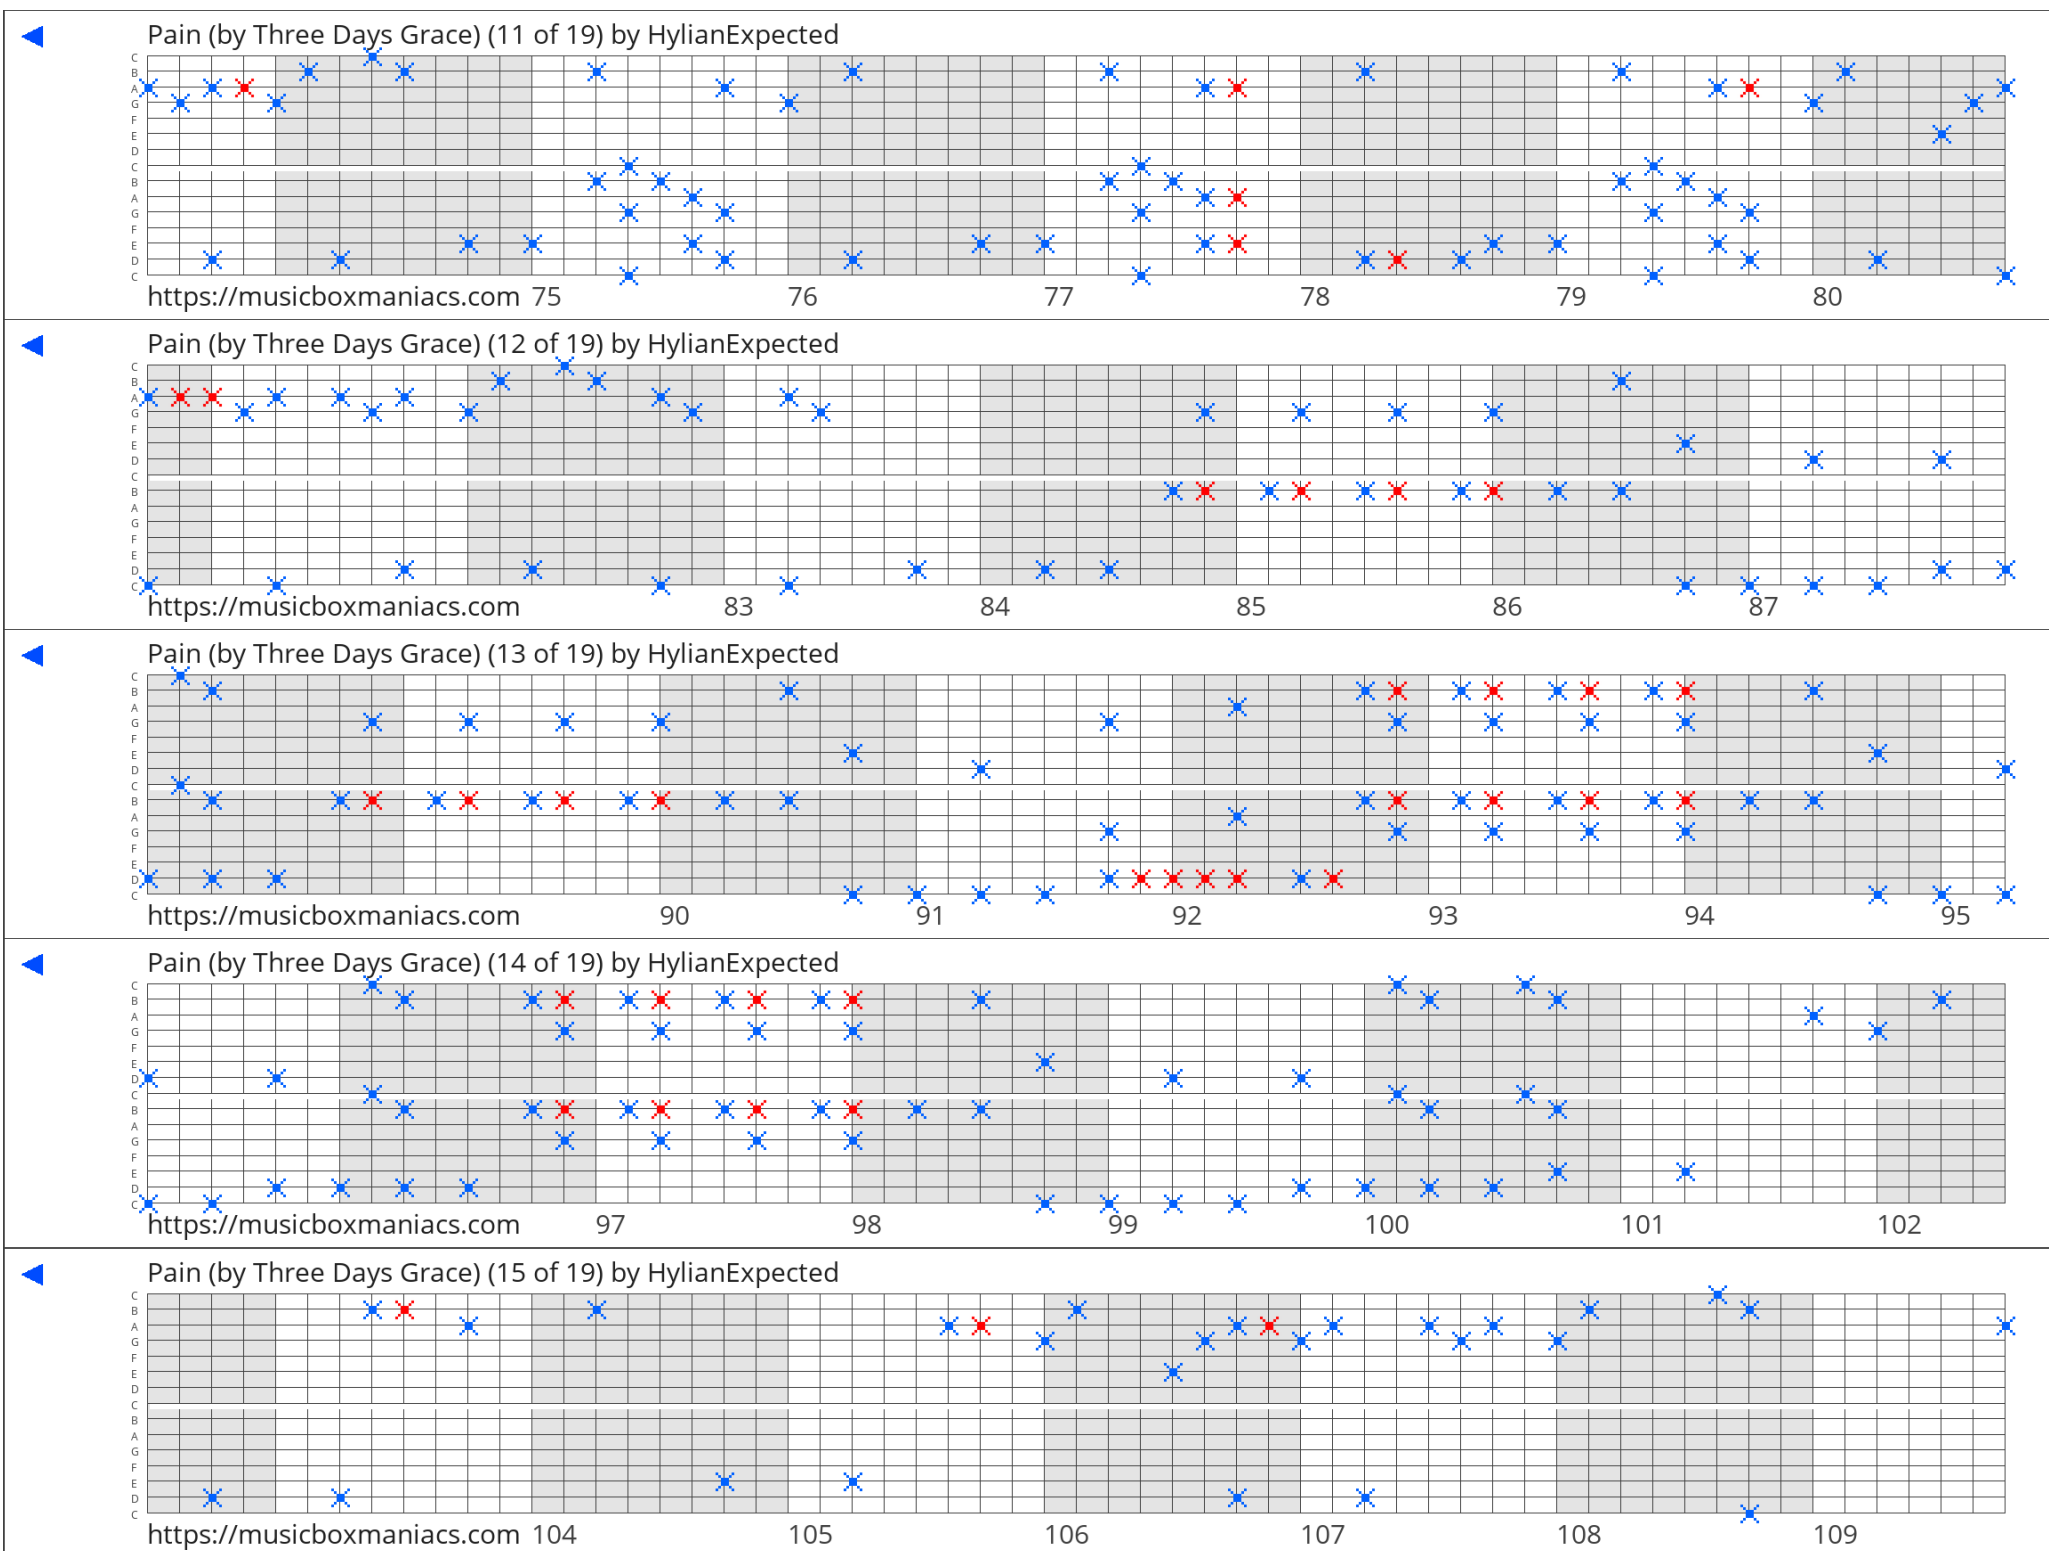 Pain (by Three Days Grace) (11 of 19) by HylianExpected
C
B
A
G
F
E
D
C
B
A
G
F
E
D
C
https://musicboxmaniacs.com 75 76 77 78 79 80
Pain (by Three Days Grace) (12 of 19) by HylianExpected
C
B
A
G
F
E
D
C
B
A
G
F
E
D
C
https://musicboxmaniacs.com 83 84 85 86 87
Pain (by Three Days Grace) (13 of 19) by HylianExpected
C
B
A
G
F
E
D
C
B
A
G
F
E
D
C
https://musicboxmaniacs.com 90 91 92 93 94 95
Pain (by Three Days Grace) (14 of 19) by HylianExpected
C
B
A
G
F
E
D
C
B
A
G
F
E
D
C
https://musicboxmaniacs.com 97 98 99 100 101 102
Pain (by Three Days Grace) (15 of 19) by HylianExpected
C
B
A
G
F
E
D
C
B
A
G
F
E
D
C
https://musicboxmaniacs.com 104 105 106 107 108 109